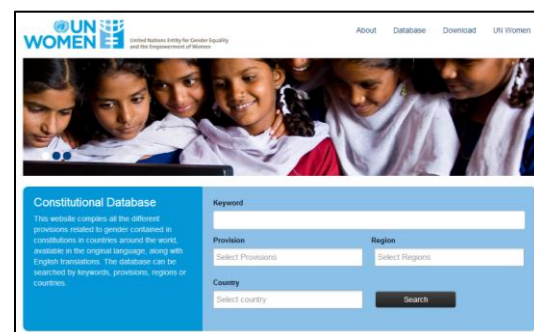 UN
WOMEN
United Nations Entity for Gender Equality
and the Empowerment of Women
About Database Download UN Women
Constitutional Database
This website compiles all the different
provisions related to gender contained in
constitutions in countries around the world,
available in the original language, along with
English translations. The database can be
searched by keywords, provisions, regions or
countries.
Keyword
Provision Region
Select Provisions Select Regions
Country
Select country Search